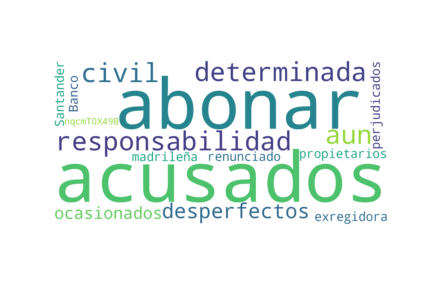 Santander
Banco
civil
determinada
perjudicados
abonar
nqcmT0X49B
responsabilidad
aun
madrileña
renunciado
propietarios
acusados
ocasionados
desperfectos
exregidora